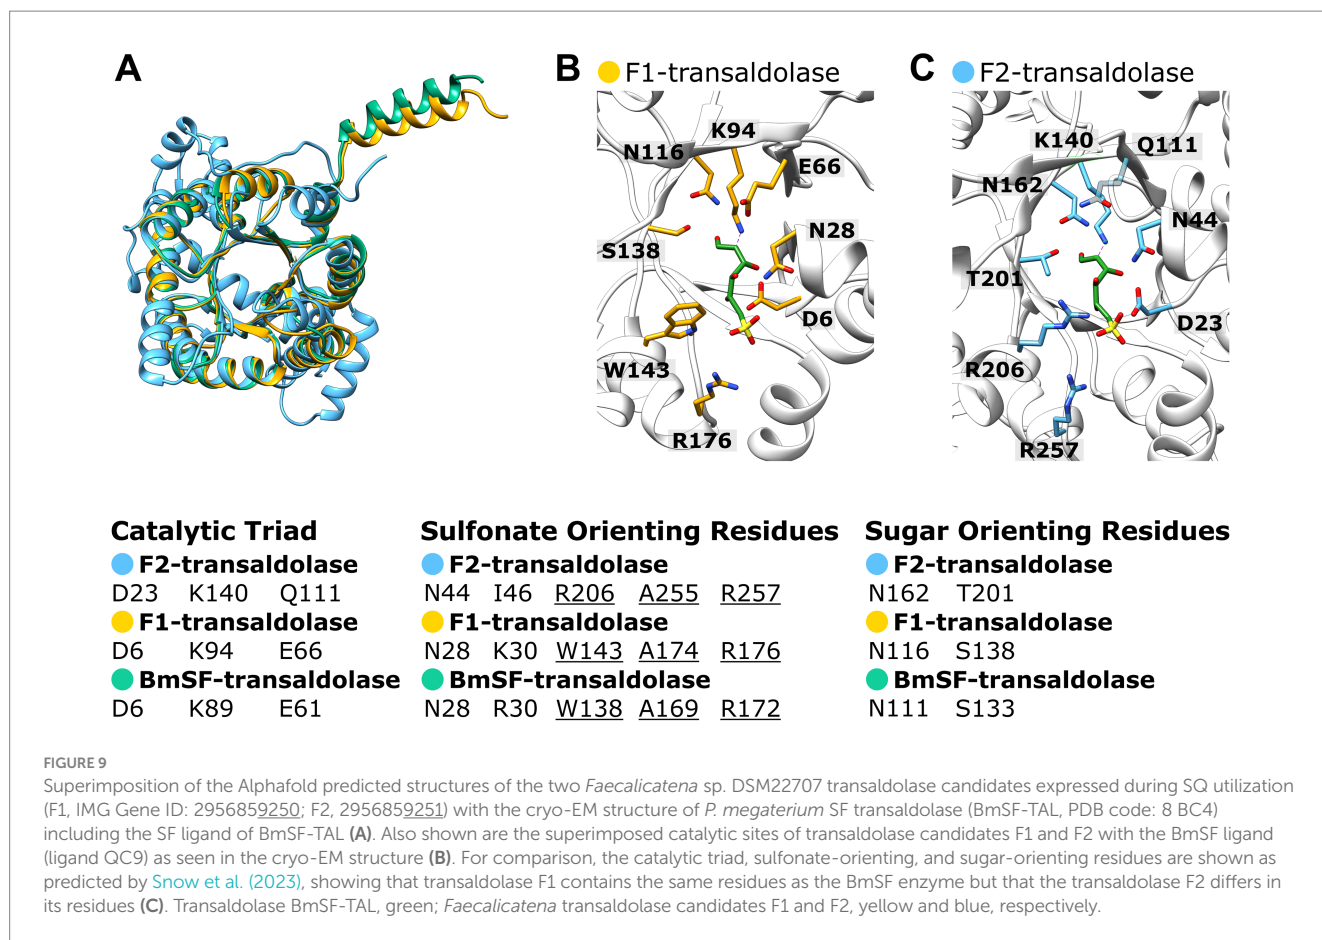 A
B
F1-transaldolase
C
F2-transaldolase
K94
N116
E66
N28
S138
D6
W143
R176
K140
Q111
N162
N44
T201
D23
R206
R257
Catalytic Triad
F2-transaldolase
D23 K140 Q111
F1-transaldolase
D6 K94 E66
BmSF-transaldolase
D6 K89 E61
Sulfonate Orienting Residues
F2-transaldolase
N44 I46 R206 A255 R257
F1-transaldolase
N28 K30 W143 A174 R176
BmSF-transaldolase
N28 R30 W138 A169 R172
Sugar Orienting Residues
F2-transaldolase
N162 T201
F1-transaldolase
N116 S138
BmSF-transaldolase
N111 S133
FIGURE 9
Superimposition of the Alphafold predicted structures of the two Faecalicatena sp. DSM22707 transaldolase candidates expressed during SQ utilization
(F1, IMG Gene ID: 2956859250; F2, 2956859251) with the cryo-EM structure of P. megaterium SF transaldolase (BmSF-TAL, PDB code: 8 BC4)
including the SF ligand of BmSF-TAL (A). Also shown are the superimposed catalytic sites of transaldolase candidates F1 and F2 with the BmSF ligand
(ligand QC9) as seen in the cryo-EM structure (B). For comparison, the catalytic triad, sulfonate-orienting, and sugar-orienting residues are shown as
predicted by Snow et al. (2023), showing that transaldolase F1 contains the same residues as the BmSF enzyme but that the transaldolase F2 differs in
its residues (C). Transaldolase BmSF-TAL, green; Faecalicatena transaldolase candidates F1 and F2, yellow and blue, respectively.